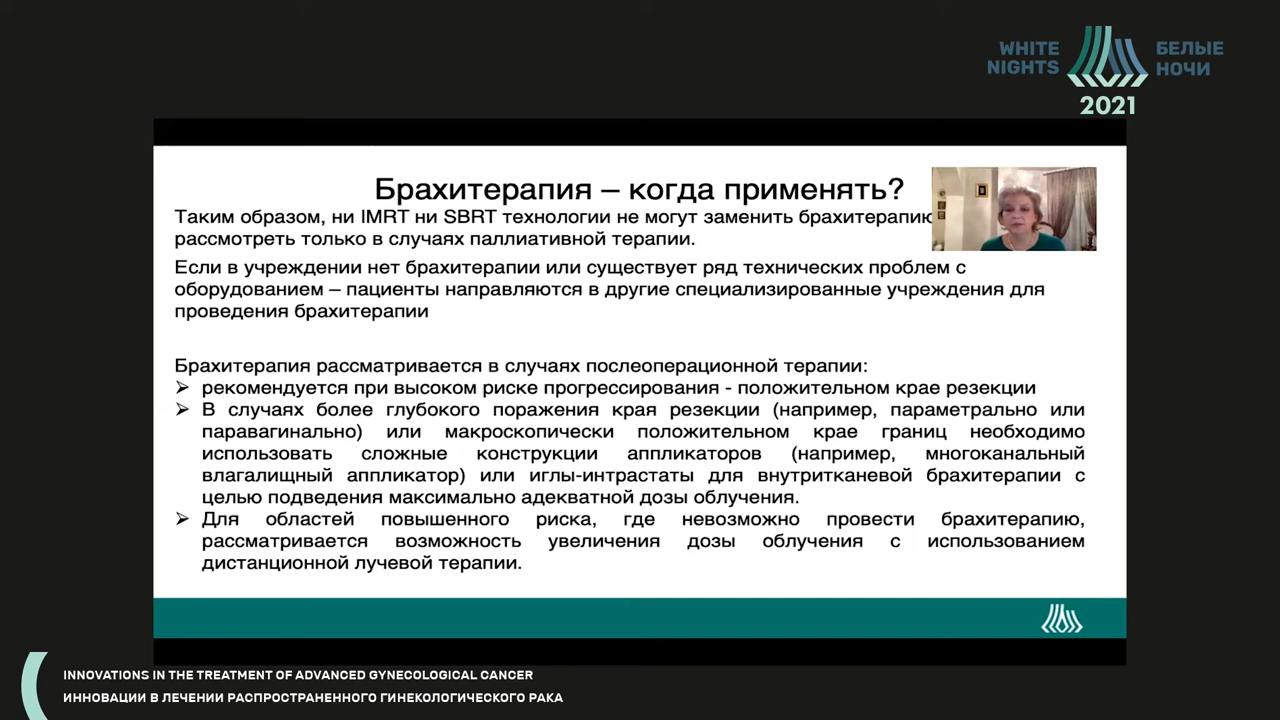 WHITE
NIGHTS
БЕЛЫЕ
НОЧИ
2021
Брахитерапия – когда применять?
Таким образом, ни IMRT ни SBRT технологии не могут заменить брахитерапию
рассмотреть только в случаях паллиативной терапии.
Если в учреждении нет брахитерапии или существует ряд технических проблем с
оборудованием – пациенты направляются в другие специализированные учреждения для
проведения брахитерапии
Брахитерапия рассматривается в случаях послеоперационной терапии:
➢ рекомендуется при высоком риске прогрессирования - положительном крае резекции
➢ В случаях более глубокого поражения края резекции (например, параметрально или
паравагинально) или макроскопически положительном крае границ необходимо
использовать сложные конструкции аппликаторов (например, многоканальный
влагалищный аппликатор) или иглы-интрастаты для внутритканевой брахитерапии с
целью подведения максимально адекватной дозы облучения.
➢ Для областей повышенного риска, где невозможно провести брахитерапию,
рассматривается возможность увеличения дозы облучения с использованием
дистанционной лучевой терапии.
INNOVATIONS IN THE TREATMENT OF ADVANCED GYNECOLOGICAL CANCER
ИННОВАЦИИ В ЛЕЧЕНИИ РАСПРОСТРАНЕННОГО ГИНЕКОЛОГИЧЕСКОГО РАКА